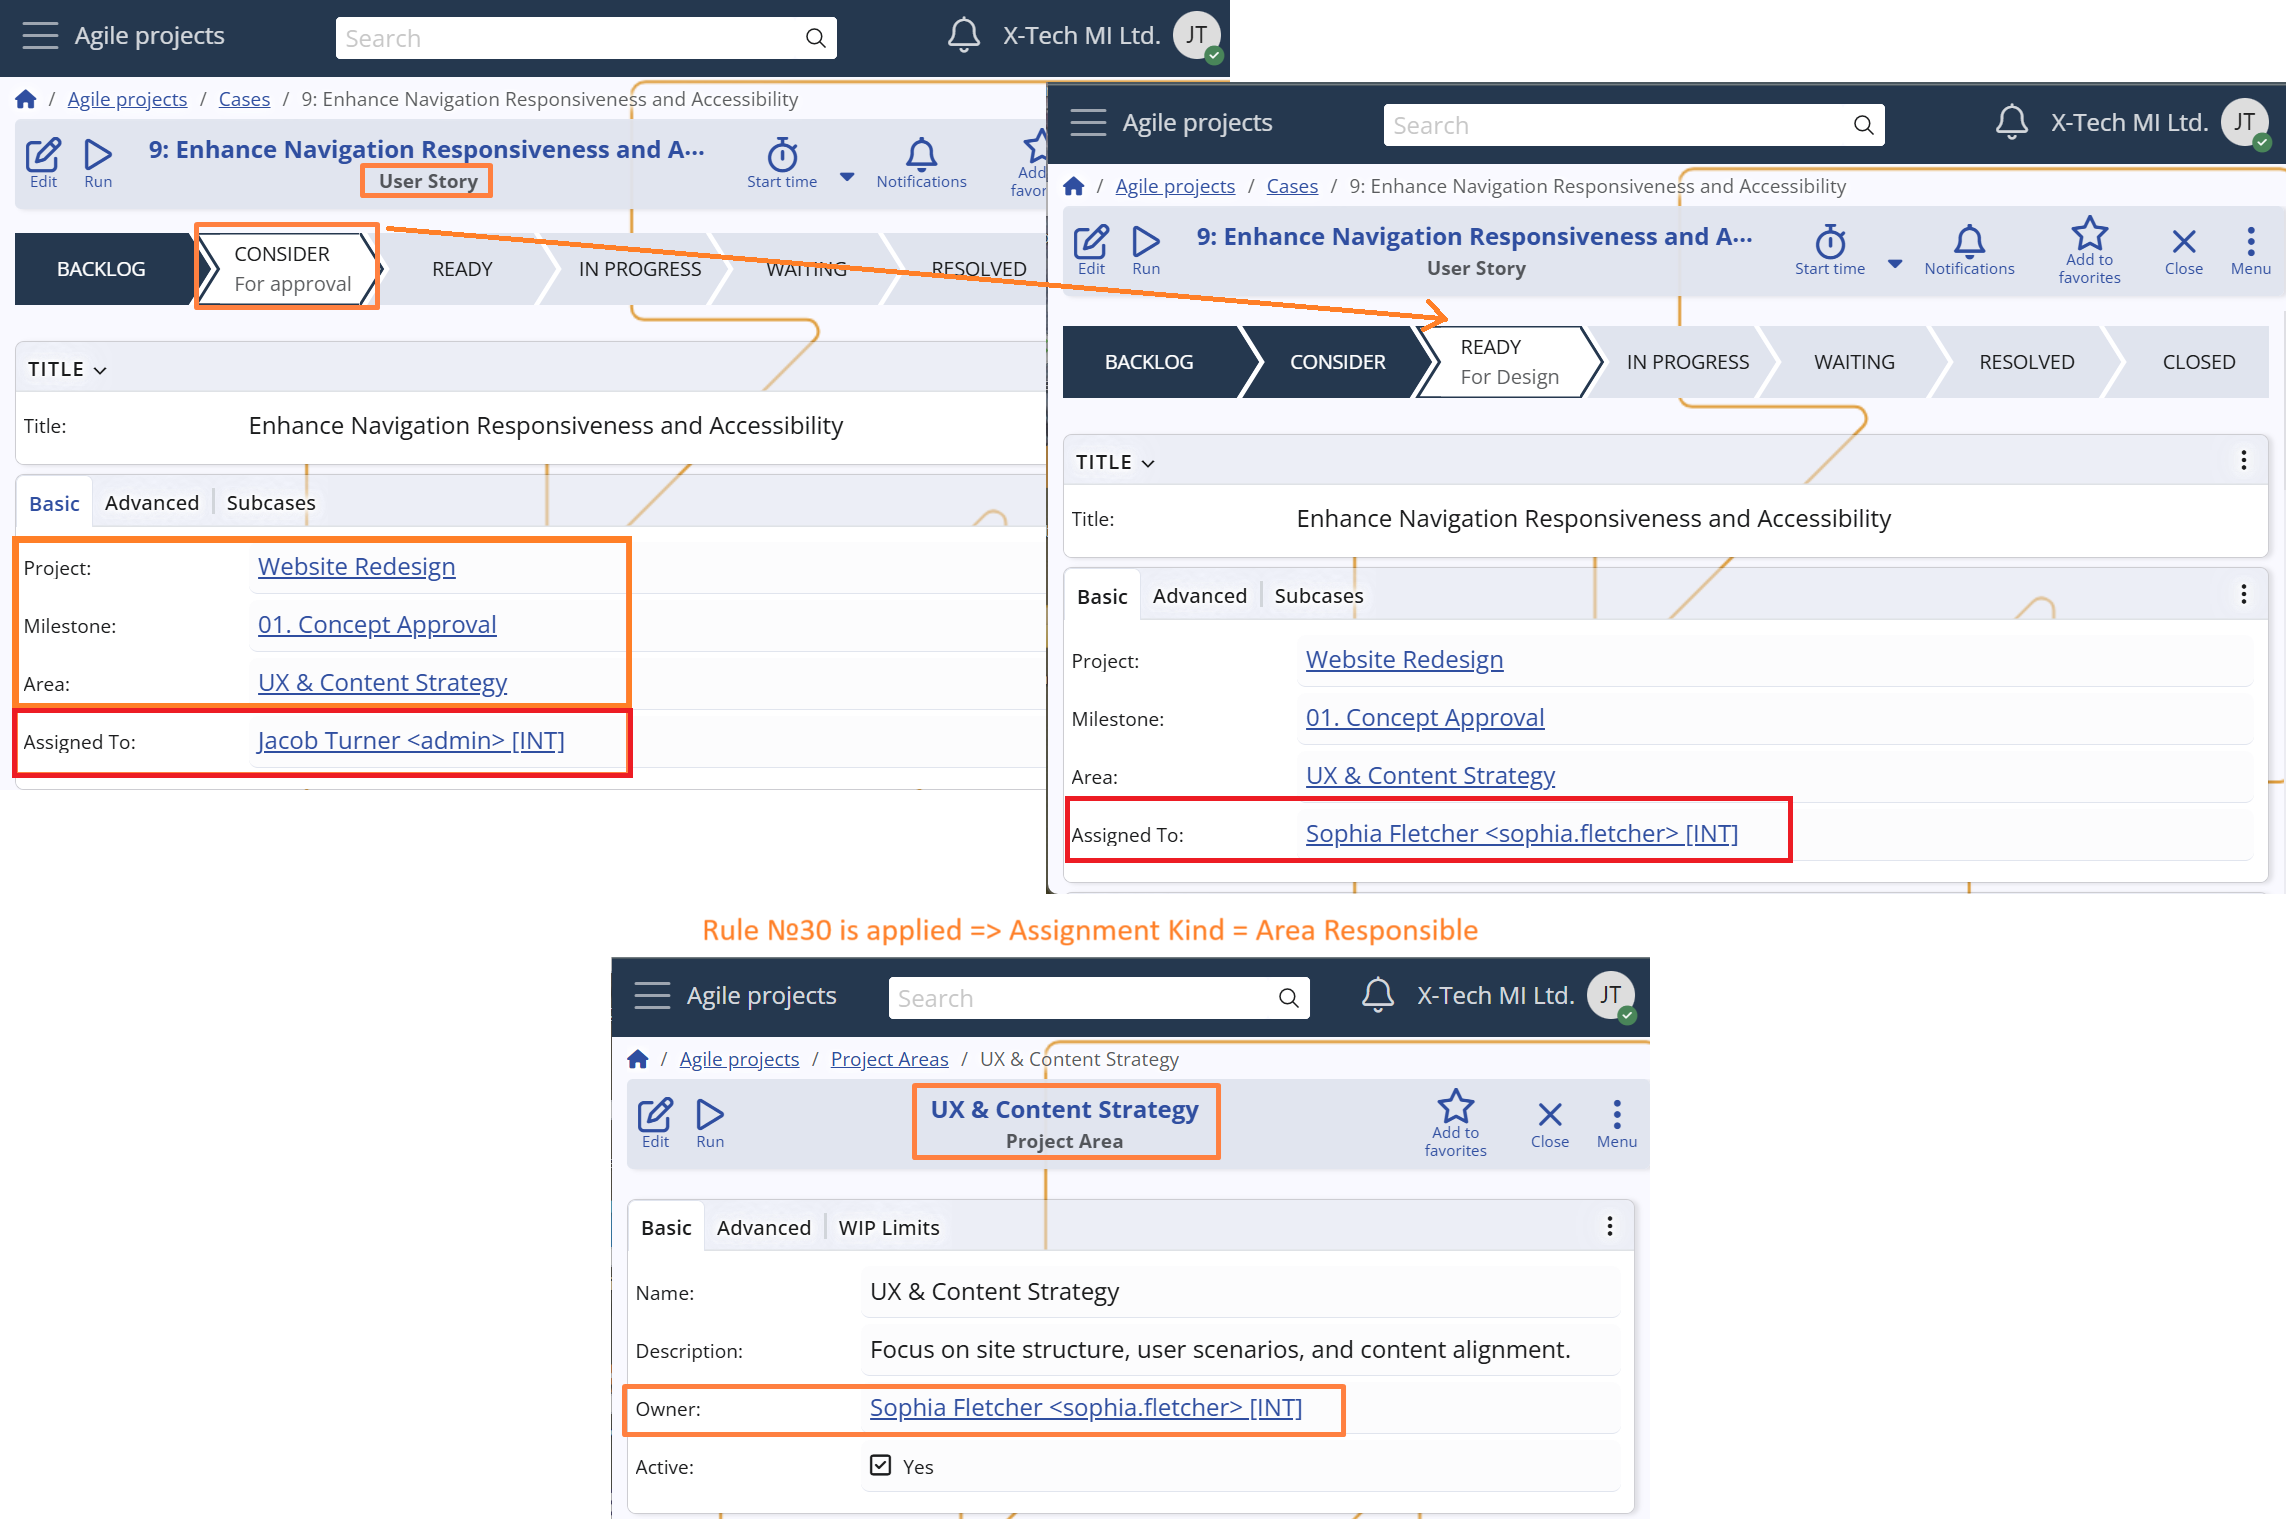 Agile projects
Search
X-Tech MI Ltd.
JT
/ Agile projects / Cases / 9: Enhance Navigation Responsiveness and Accessibility
Edit
Run
9: Enhance Navigation Responsiveness and A...
User Story
Start time
Notifications
Add
favor
BACKLOG
CONSIDER
For approval
READY
IN PROGRESS
WAITING
RESOLVED
TITLE
Title:
Enhance Navigation Responsiveness and Accessibility
Basic
Advanced
Subcases
Project:
Website Redesign
Milestone:
01. Concept Approval
Area:
UX & Content Strategy
Assigned To:
Jacob Turner <admin> [INT]
Agile projects
Search
X-Tech MI Ltd.
JT
/ Agile projects / Cases / 9: Enhance Navigation Responsiveness and Accessibility
Edit
Run
9: Enhance Navigation Responsiveness and A...
User Story
Start time
Notifications
Add to
favorites
Close
Menu
BACKLOG
CONSIDER
READY
For Design
IN PROGRESS
WAITING
RESOLVED
CLOSED
TITLE
Title:
Enhance Navigation Responsiveness and Accessibility
Basic
Advanced
Subcases
Project:
Website Redesign
Milestone:
01. Concept Approval
Area:
UX & Content Strategy
Assigned To:
Sophia Fletcher <sophia.fletcher> [INT]
Rule №30 is applied => Assignment Kind = Area Responsible
Agile projects
Search
X-Tech MI Ltd.
JT
/ Agile projects / Project Areas / UX & Content Strategy
Edit
Run
UX & Content Strategy
Project Area
Add to
favorites
Close
Menu
Basic
Advanced
WIP Limits
Name:
UX & Content Strategy
Description:
Focus on site structure, user scenarios, and content alignment.
Owner:
Sophia Fletcher <sophia.fletcher> [INT]
Active:
Yes